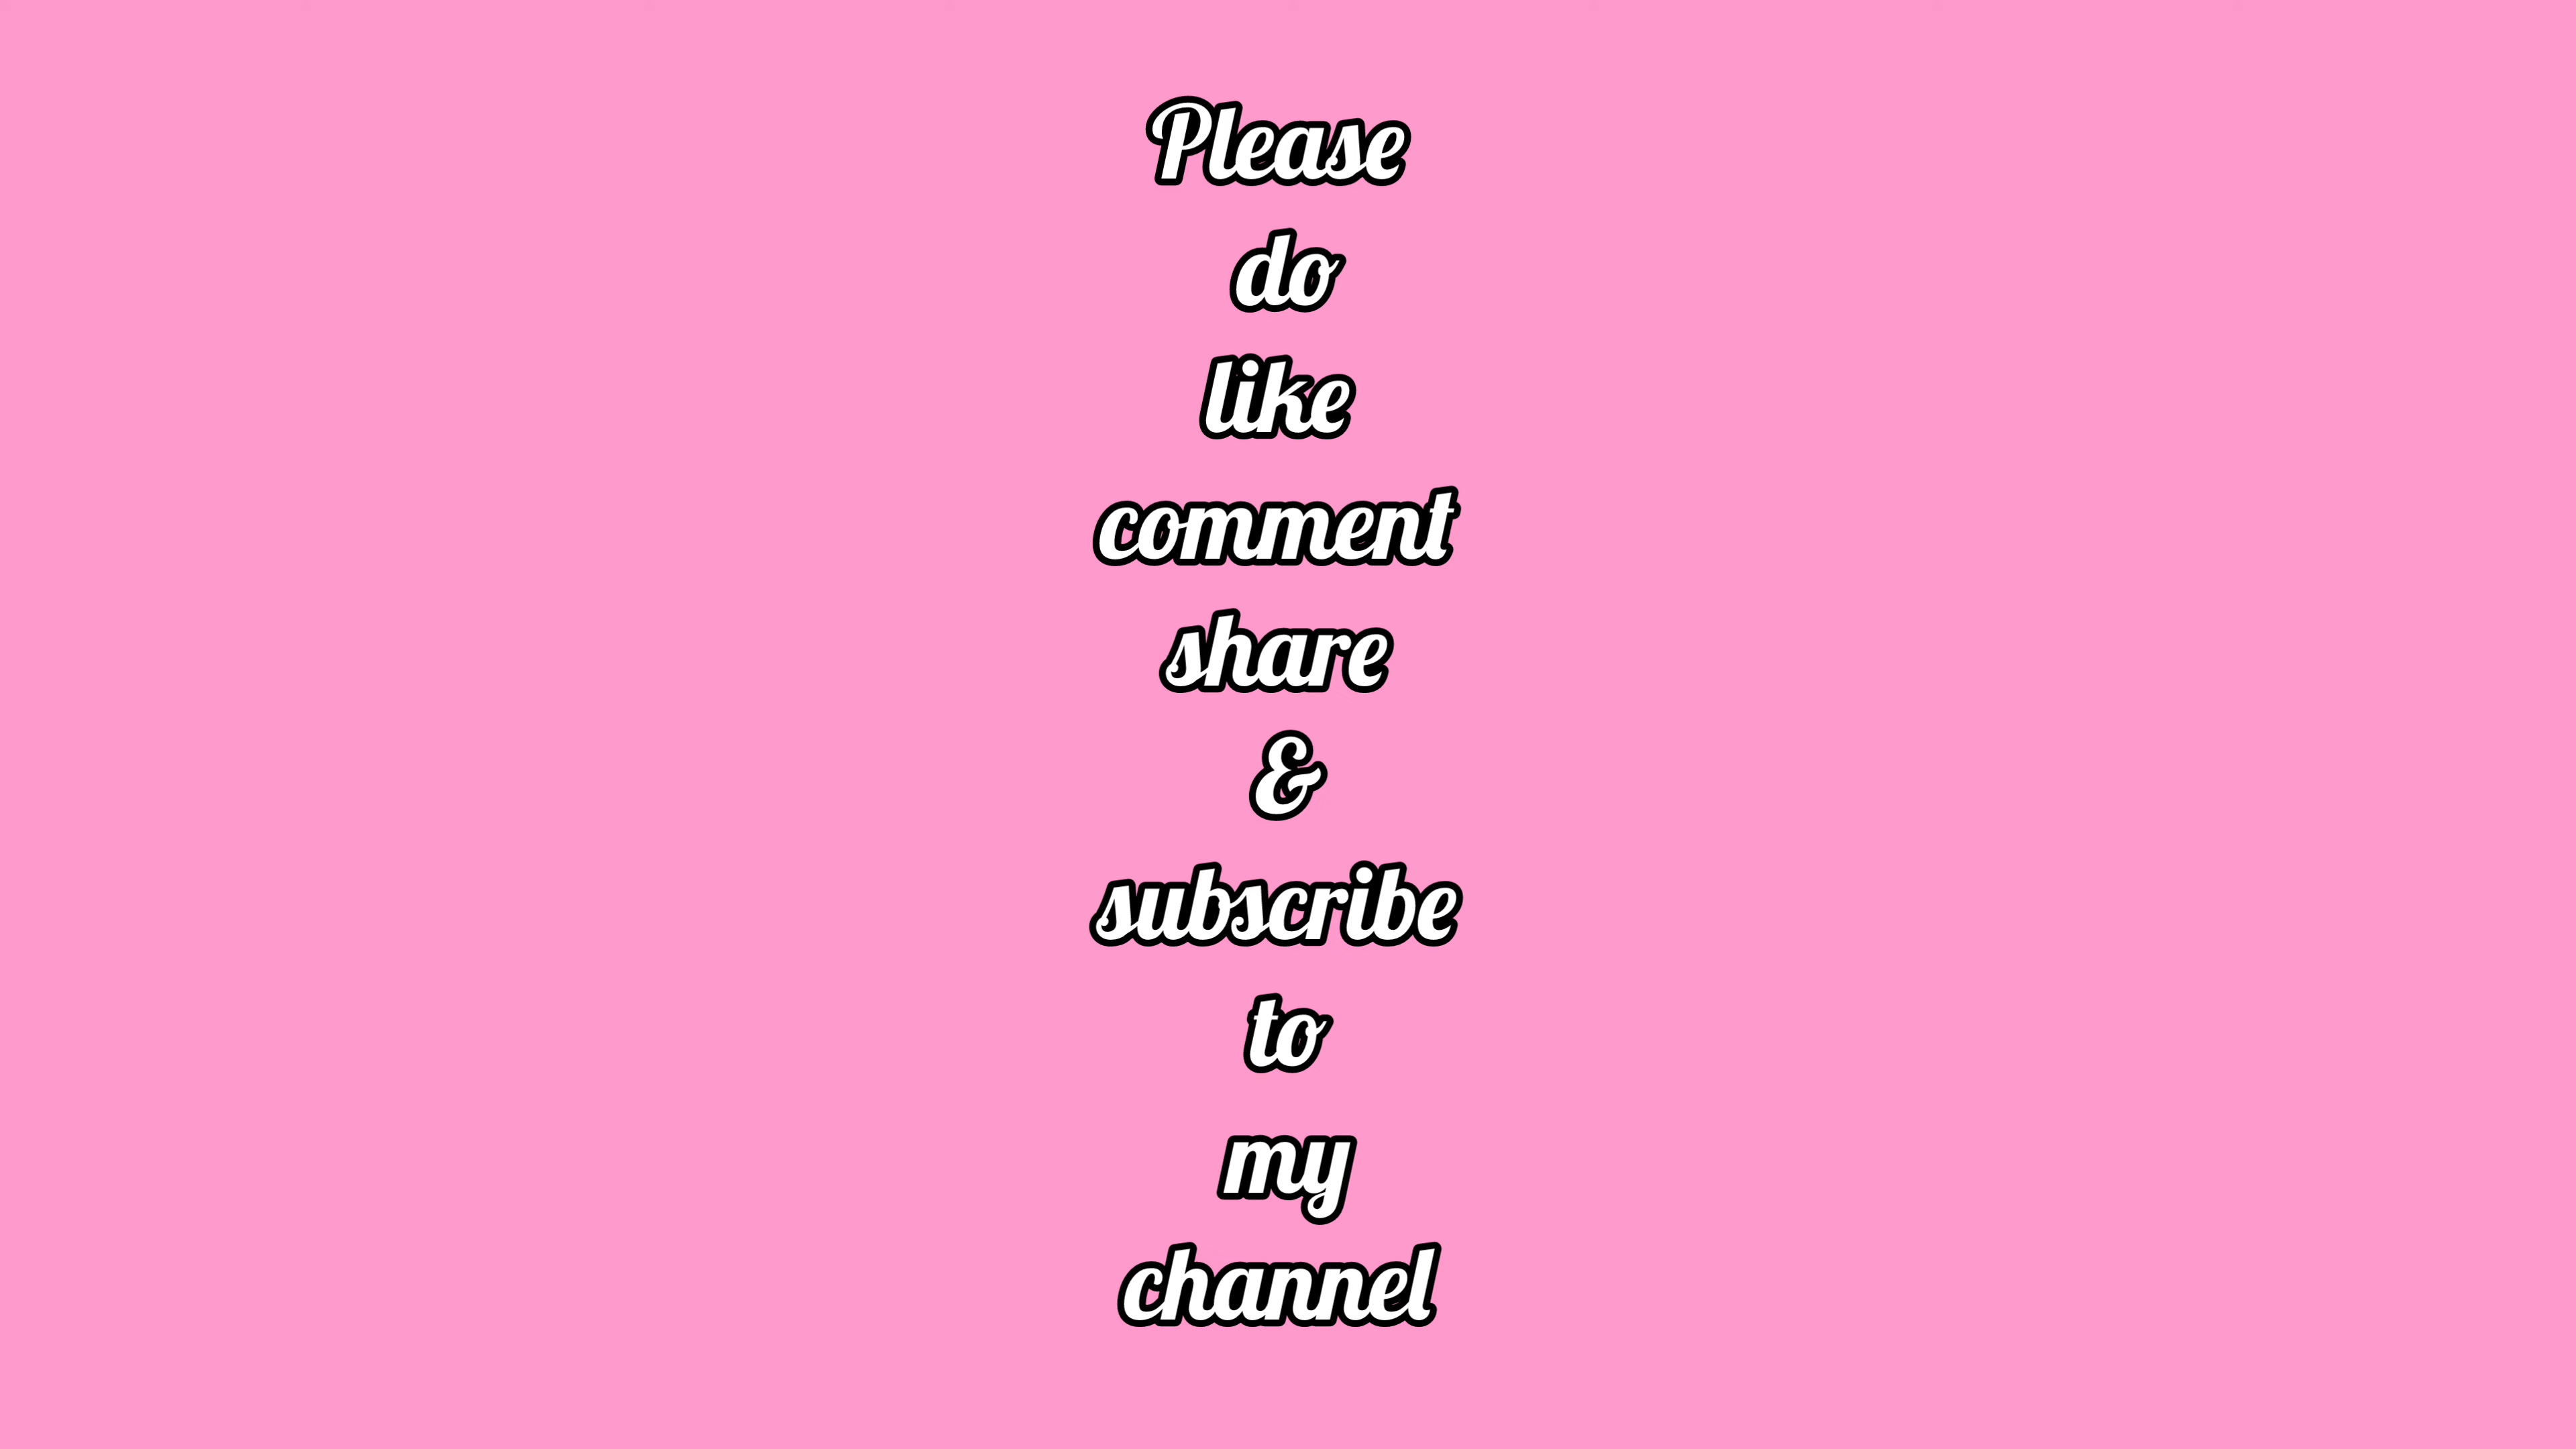 Please
do
like
comment
share
&
subscribe
to
my
channel